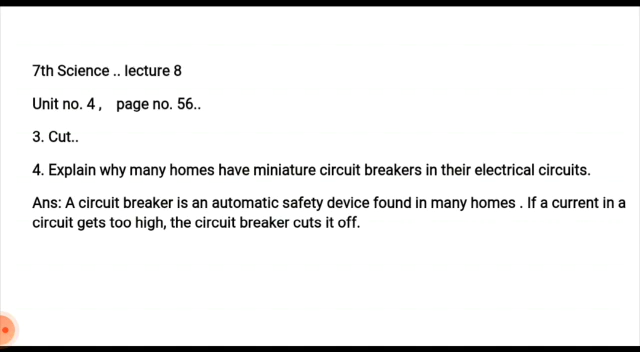 7th Science .. lecture 8
Unit no. 4 , page no. 56..
3. Cut..
4. Explain why many homes have miniature circuit breakers in their electrical circuits.
Ans: A circuit breaker is an automatic safety device found in many homes . If a current in a
circuit gets too high, the circuit breaker cuts it off.